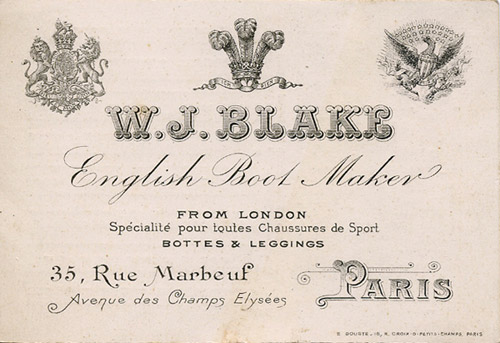 W. J. BLAKE
English Boot Maker
FROM LONDON
Spécialité pour toutes Chaussures de Sport
BOTTES & LEGGINGS
35, Rue Marbeuf
PARIS
Avenue des Champs Elysées
PARIS